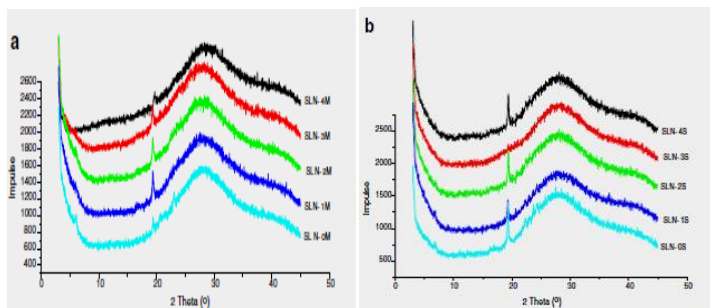 a
2600
2400
2200
2000
1800
1600
1400
1200
1000
800
600
400
Impulse
0 10 20 30 40 50
2 Theta (º)
SLN-4M
SLN-3M
SLN-2M
SLN-1M
SLN-0M
b
2500
2000
1500
1000
500
Impulse
0 10 20 30 40 50
2 Theta (º)
SLN-4S
SLN-3S
SLN-2S
SLN-1S
SLN-0S